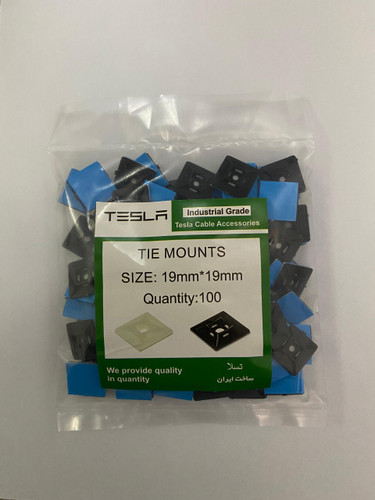 TESLA
Industrial Grade
Tesla Cable Accessories
TIE MOUNTS
SIZE: 19mm*19mm
Quantity:100
We provide quality
in quantity
تسلا
ساخت ایران